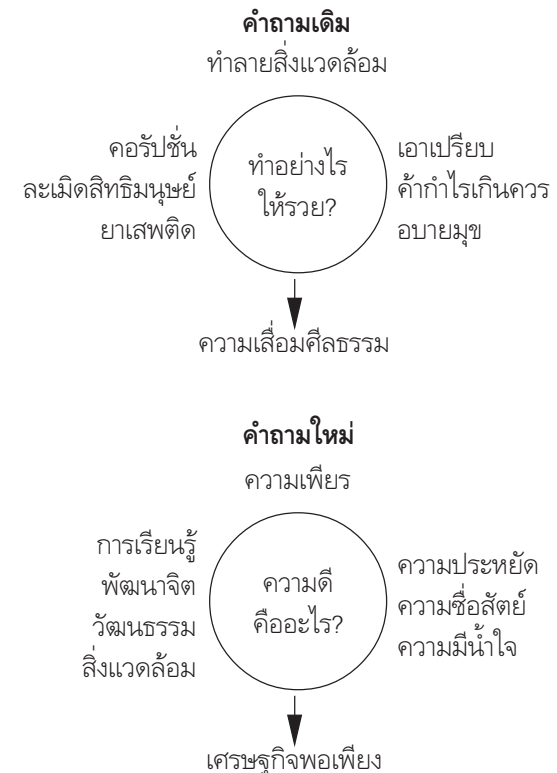 คำถามเดิม
ทำลายสิ่งแวดล้อม
คอรัปชั่น
ละเมิดสิทธิมนุษย์
ยาเสพติด
ทำอย่างไร
ให้รวย?
เอาเปรียบ
ค้ากำไรเกินควร
อบายมุข
ความเสื่อมศีลธรรม
คำถามใหม่
ความเพียร
การเรียนรู้
พัฒนาจิต
วัฒนธรรม
สิ่งแวดล้อม
ความดี
คืออะไร?
ความประหยัด
ความซื่อสัตย์
ความมีน้ำใจ
เศรษฐกิจพอเพียง